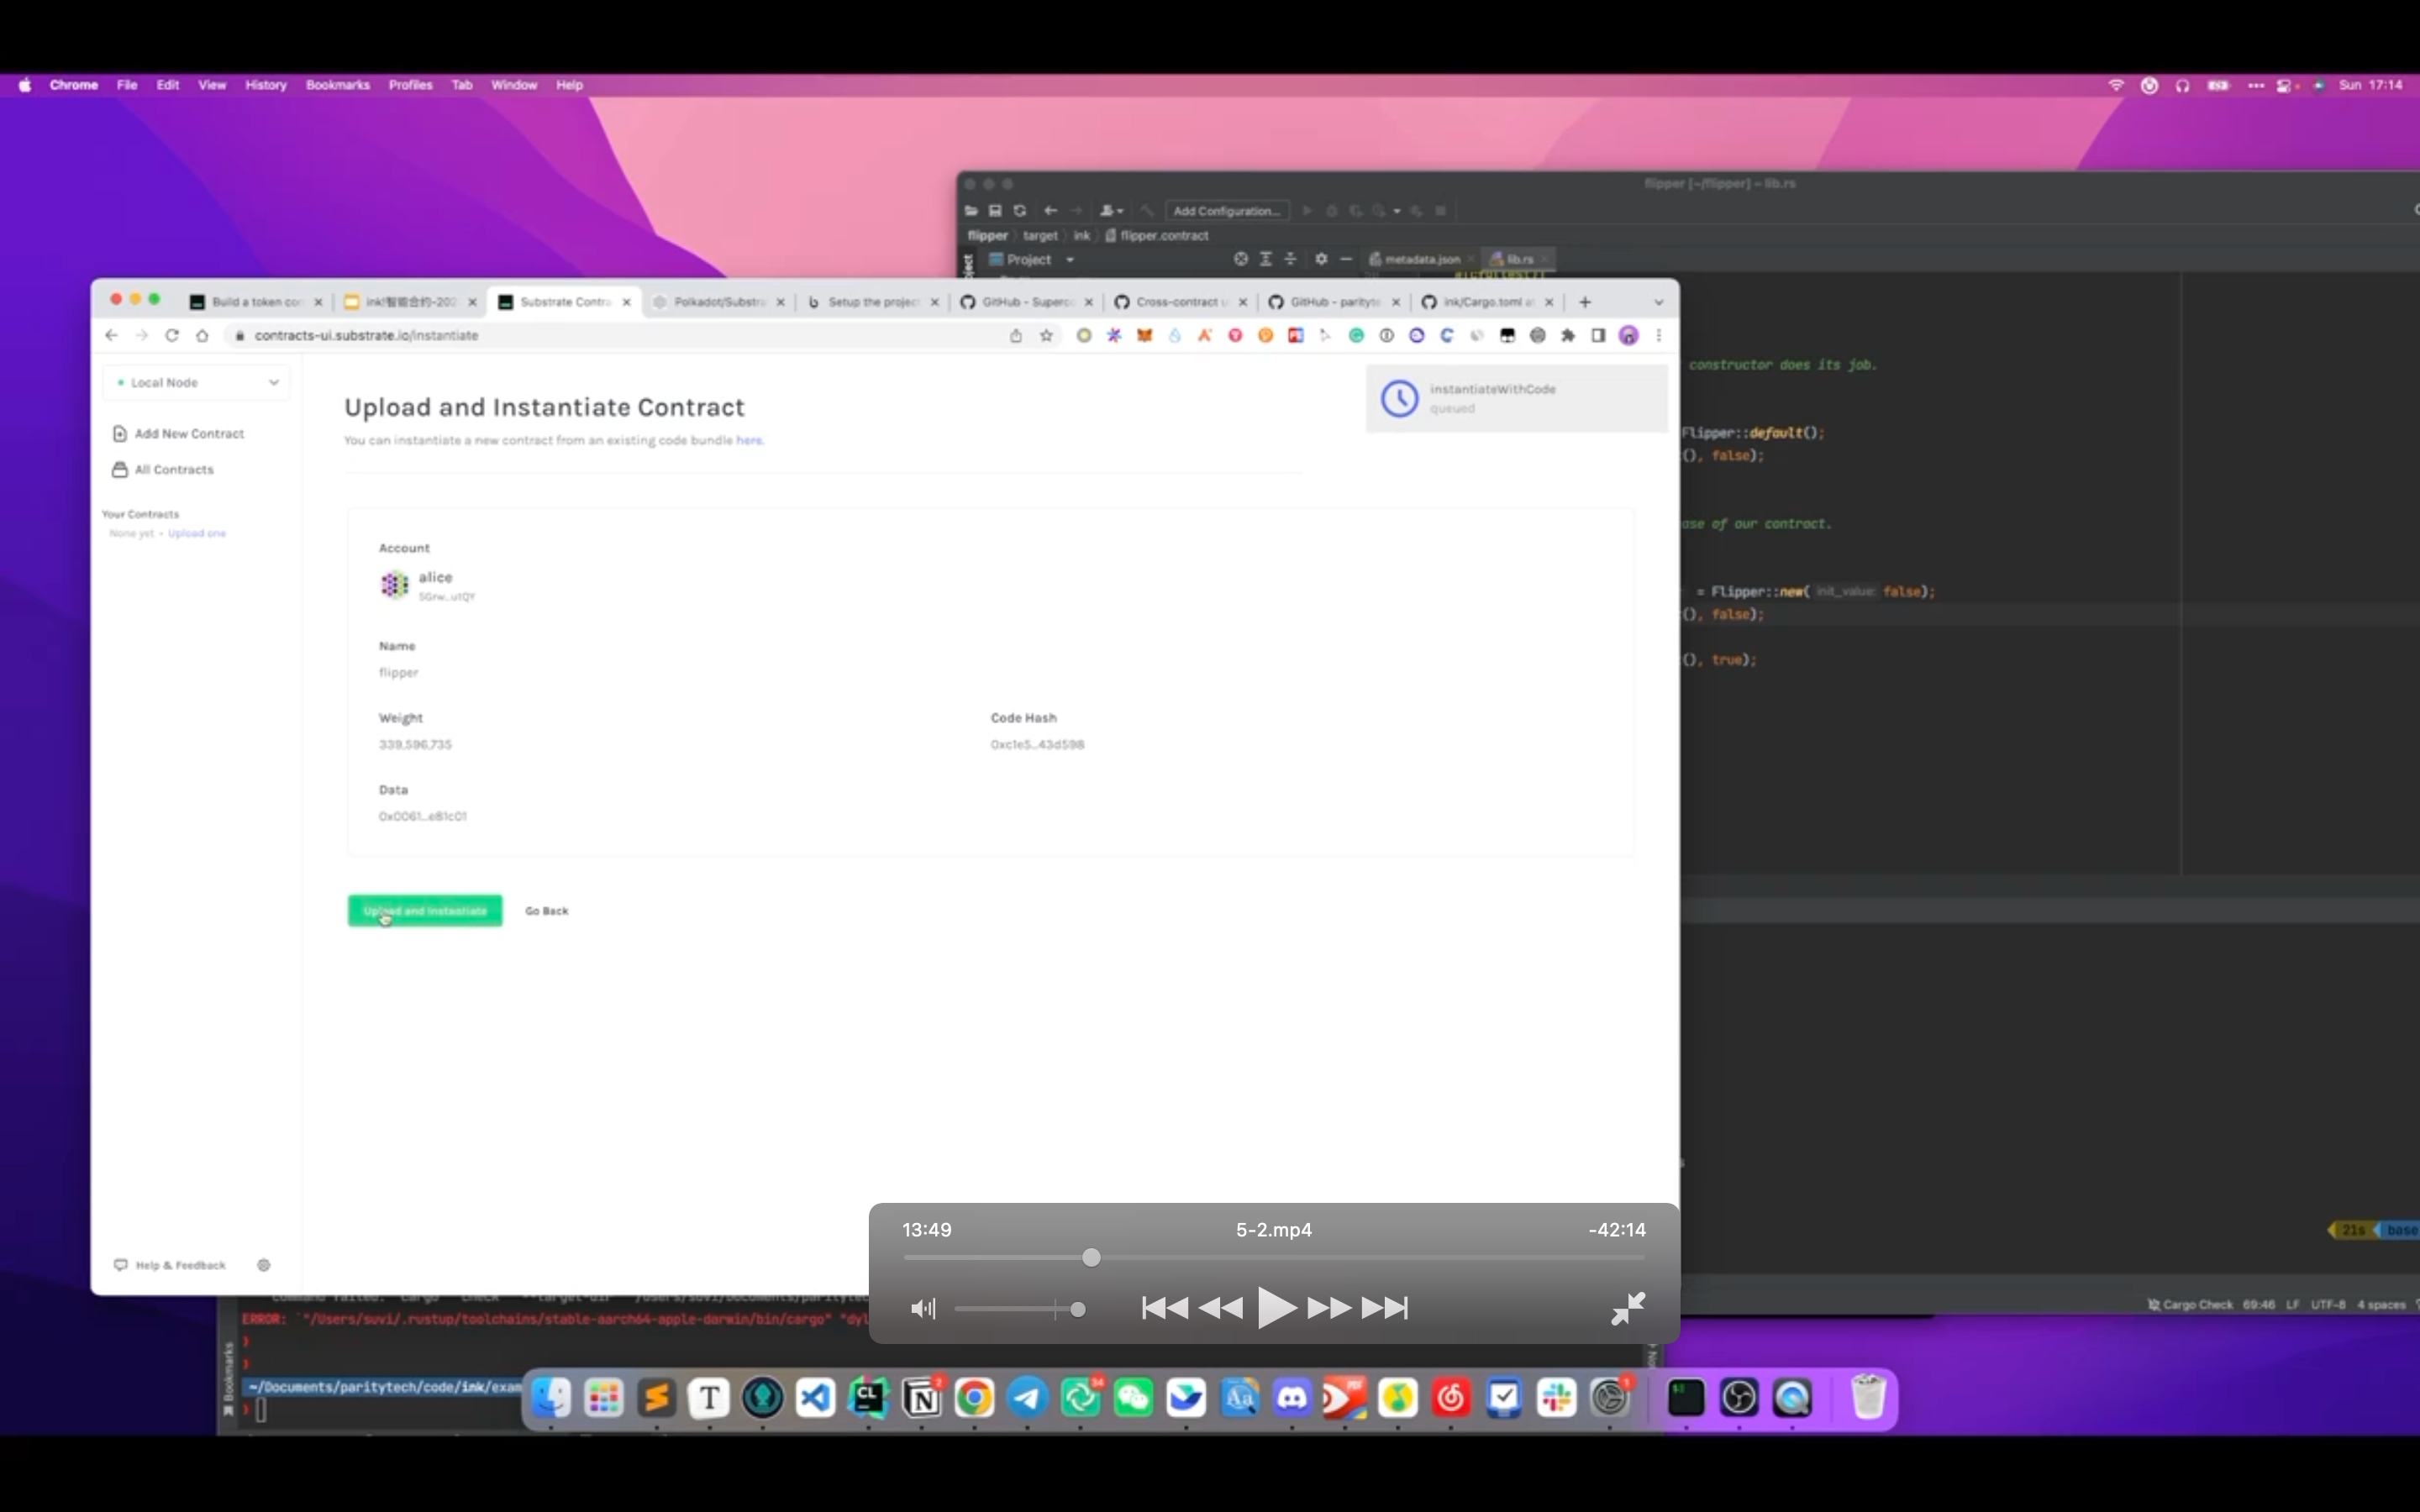 Chrome File Edit View History Bookmarks Profiles Tab Window Help
Sun 17:14
flipper [~/flipper] – lib.rs
Add Configuration...
flipper target ink flipper.contract
Project
metadata.json lib.rs
Build a token con
ink!智能合约-202
Substrate Contra
Polkadot/Substra
Setup the project
GitHub - Superc
Cross-contract u
GitHub - parityte
ink/Cargo.toml at
contracts-ui.substrate.io/instantiate
Local Node
Add New Contract
All Contracts
Your Contracts
None yet • Upload one
Help & Feedback
Upload and Instantiate Contract
You can instantiate a new contract from an existing code bundle here.
instantiateWithCode
queued
Account
alice
5Grw...utQY
Name
flipper
Weight
339,596,735
Code Hash
0xc1e5...43d598
Data
0x0061...e81c01
Upload and Instantiate
Go Back
constructor does its job.
Flipper::default();
(), false);
ase of our contract.
= Flipper::new( init_value: false);
(), false);
(), true);
13:49
5-2.mp4
-42:14
21s
base
Cargo Check 69:46 LF UTF-8 4 spaces
ERROR: `"/Users/suvi/.rustup/toolchains/stable-aarch64-apple-darwin/bin/cargo" "dyl
~/Documents/paritytech/code/ink/exam
Bookmarks